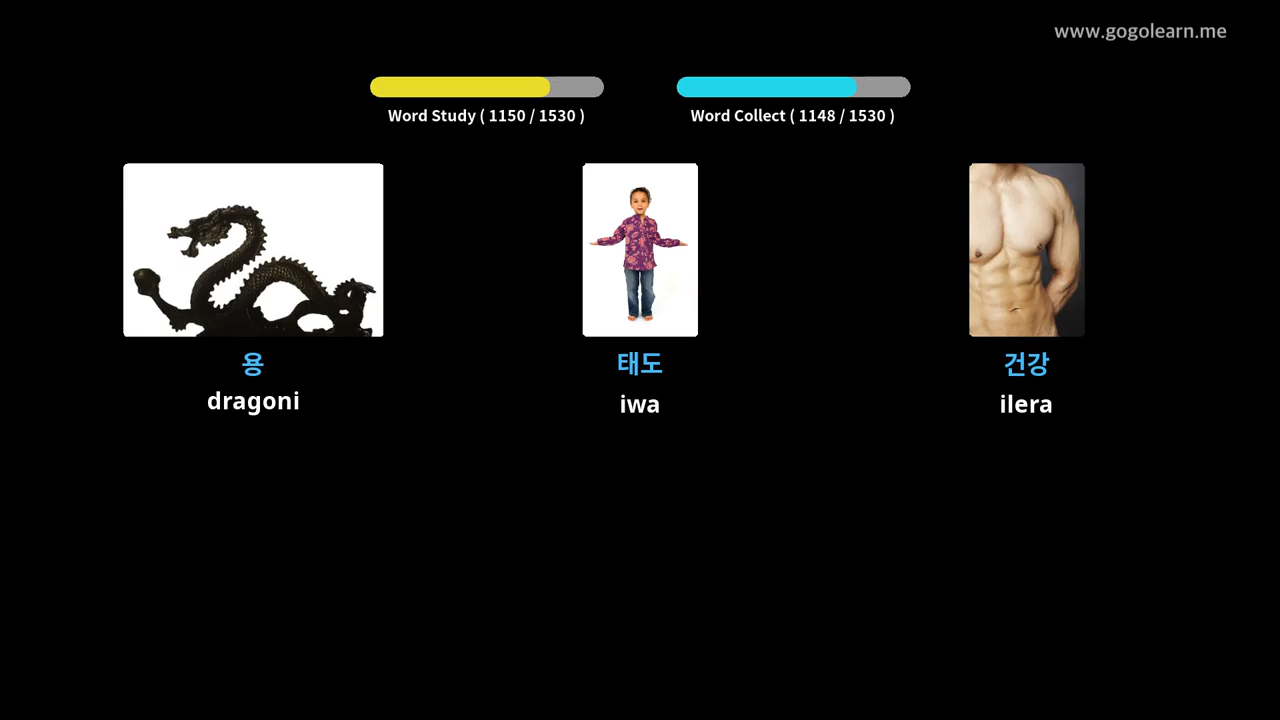 www.gogolearn.me
Word Study ( 1150 / 1530 )
Word Collect ( 1148 / 1530 )
용
dragoni
태도
iwa
건강
ilera